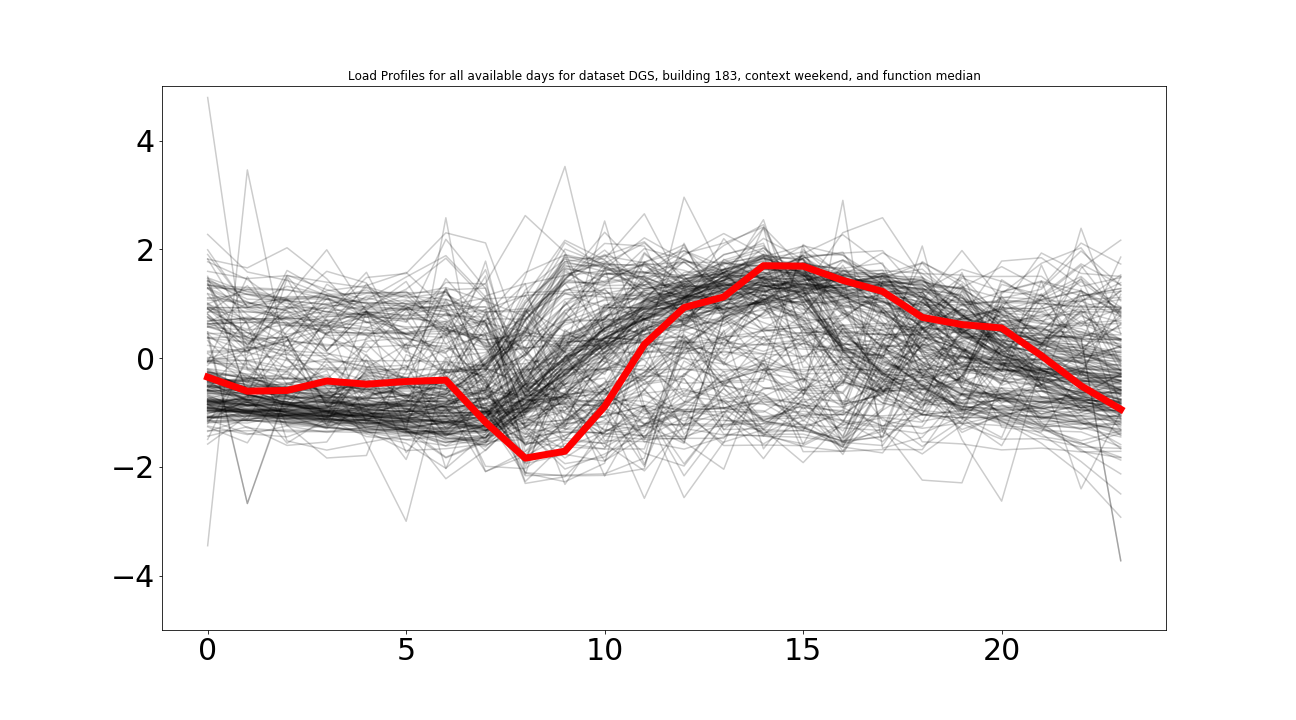 Load Profiles for all available days for dataset DGS, building 183, context weekend, and function median
4
2
0
−2
−4
0 5 10 15 20